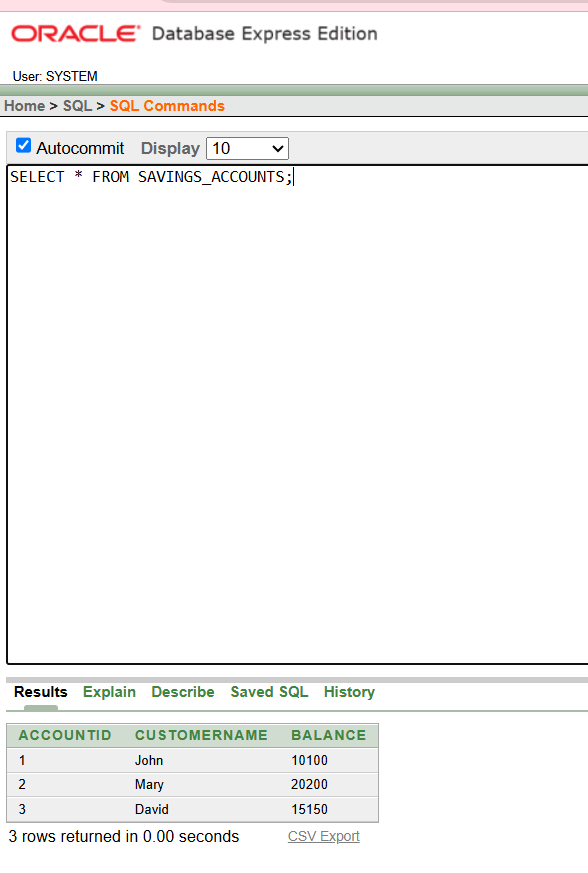 ORACLE® Database Express Edition
User: SYSTEM
Home > SQL > SQL Commands
Autocommit Display 10
SELECT * FROM SAVINGS_ACCOUNTS;
Results Explain Describe Saved SQL History
ACCOUNTID CUSTOMERNAME BALANCE
1 John 10100
2 Mary 20200
3 David 15150
3 rows returned in 0.00 seconds CSV Export